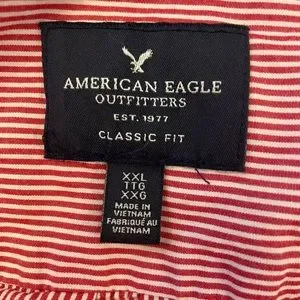 AMERICAN EAGLE
OUTFITTERS
EST. 1977
CLASSIC FIT
XXL
TTG
XXG
MADE IN
VIETNAM
FABRIQUÉ AU
VIETNAM